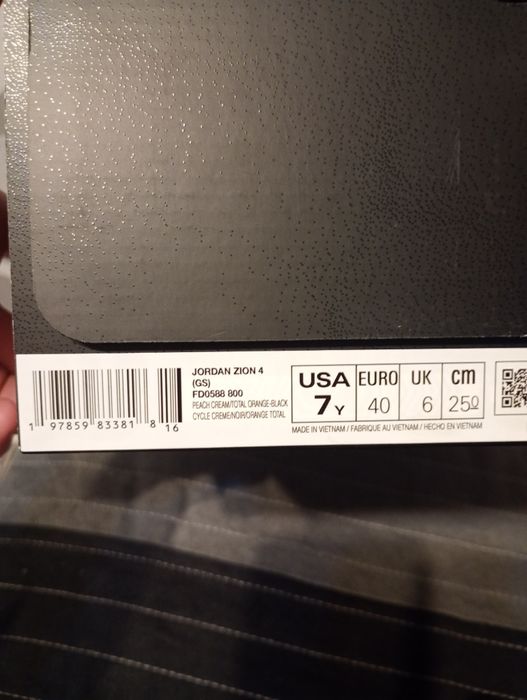 JORDAN ZION 4
(GS)
FD0588 800
PEACH CREAM/TOTAL ORANGE-BLACK
CYCLE CREME/NOIR/ORANGE TOTAL
1 97859 83381 8 16
USA 7Y
EURO 40
UK 6
cm 250
MADE IN VIETNAM / FABRIQUE AU VIETNAM / HECHO EN VIETNAM